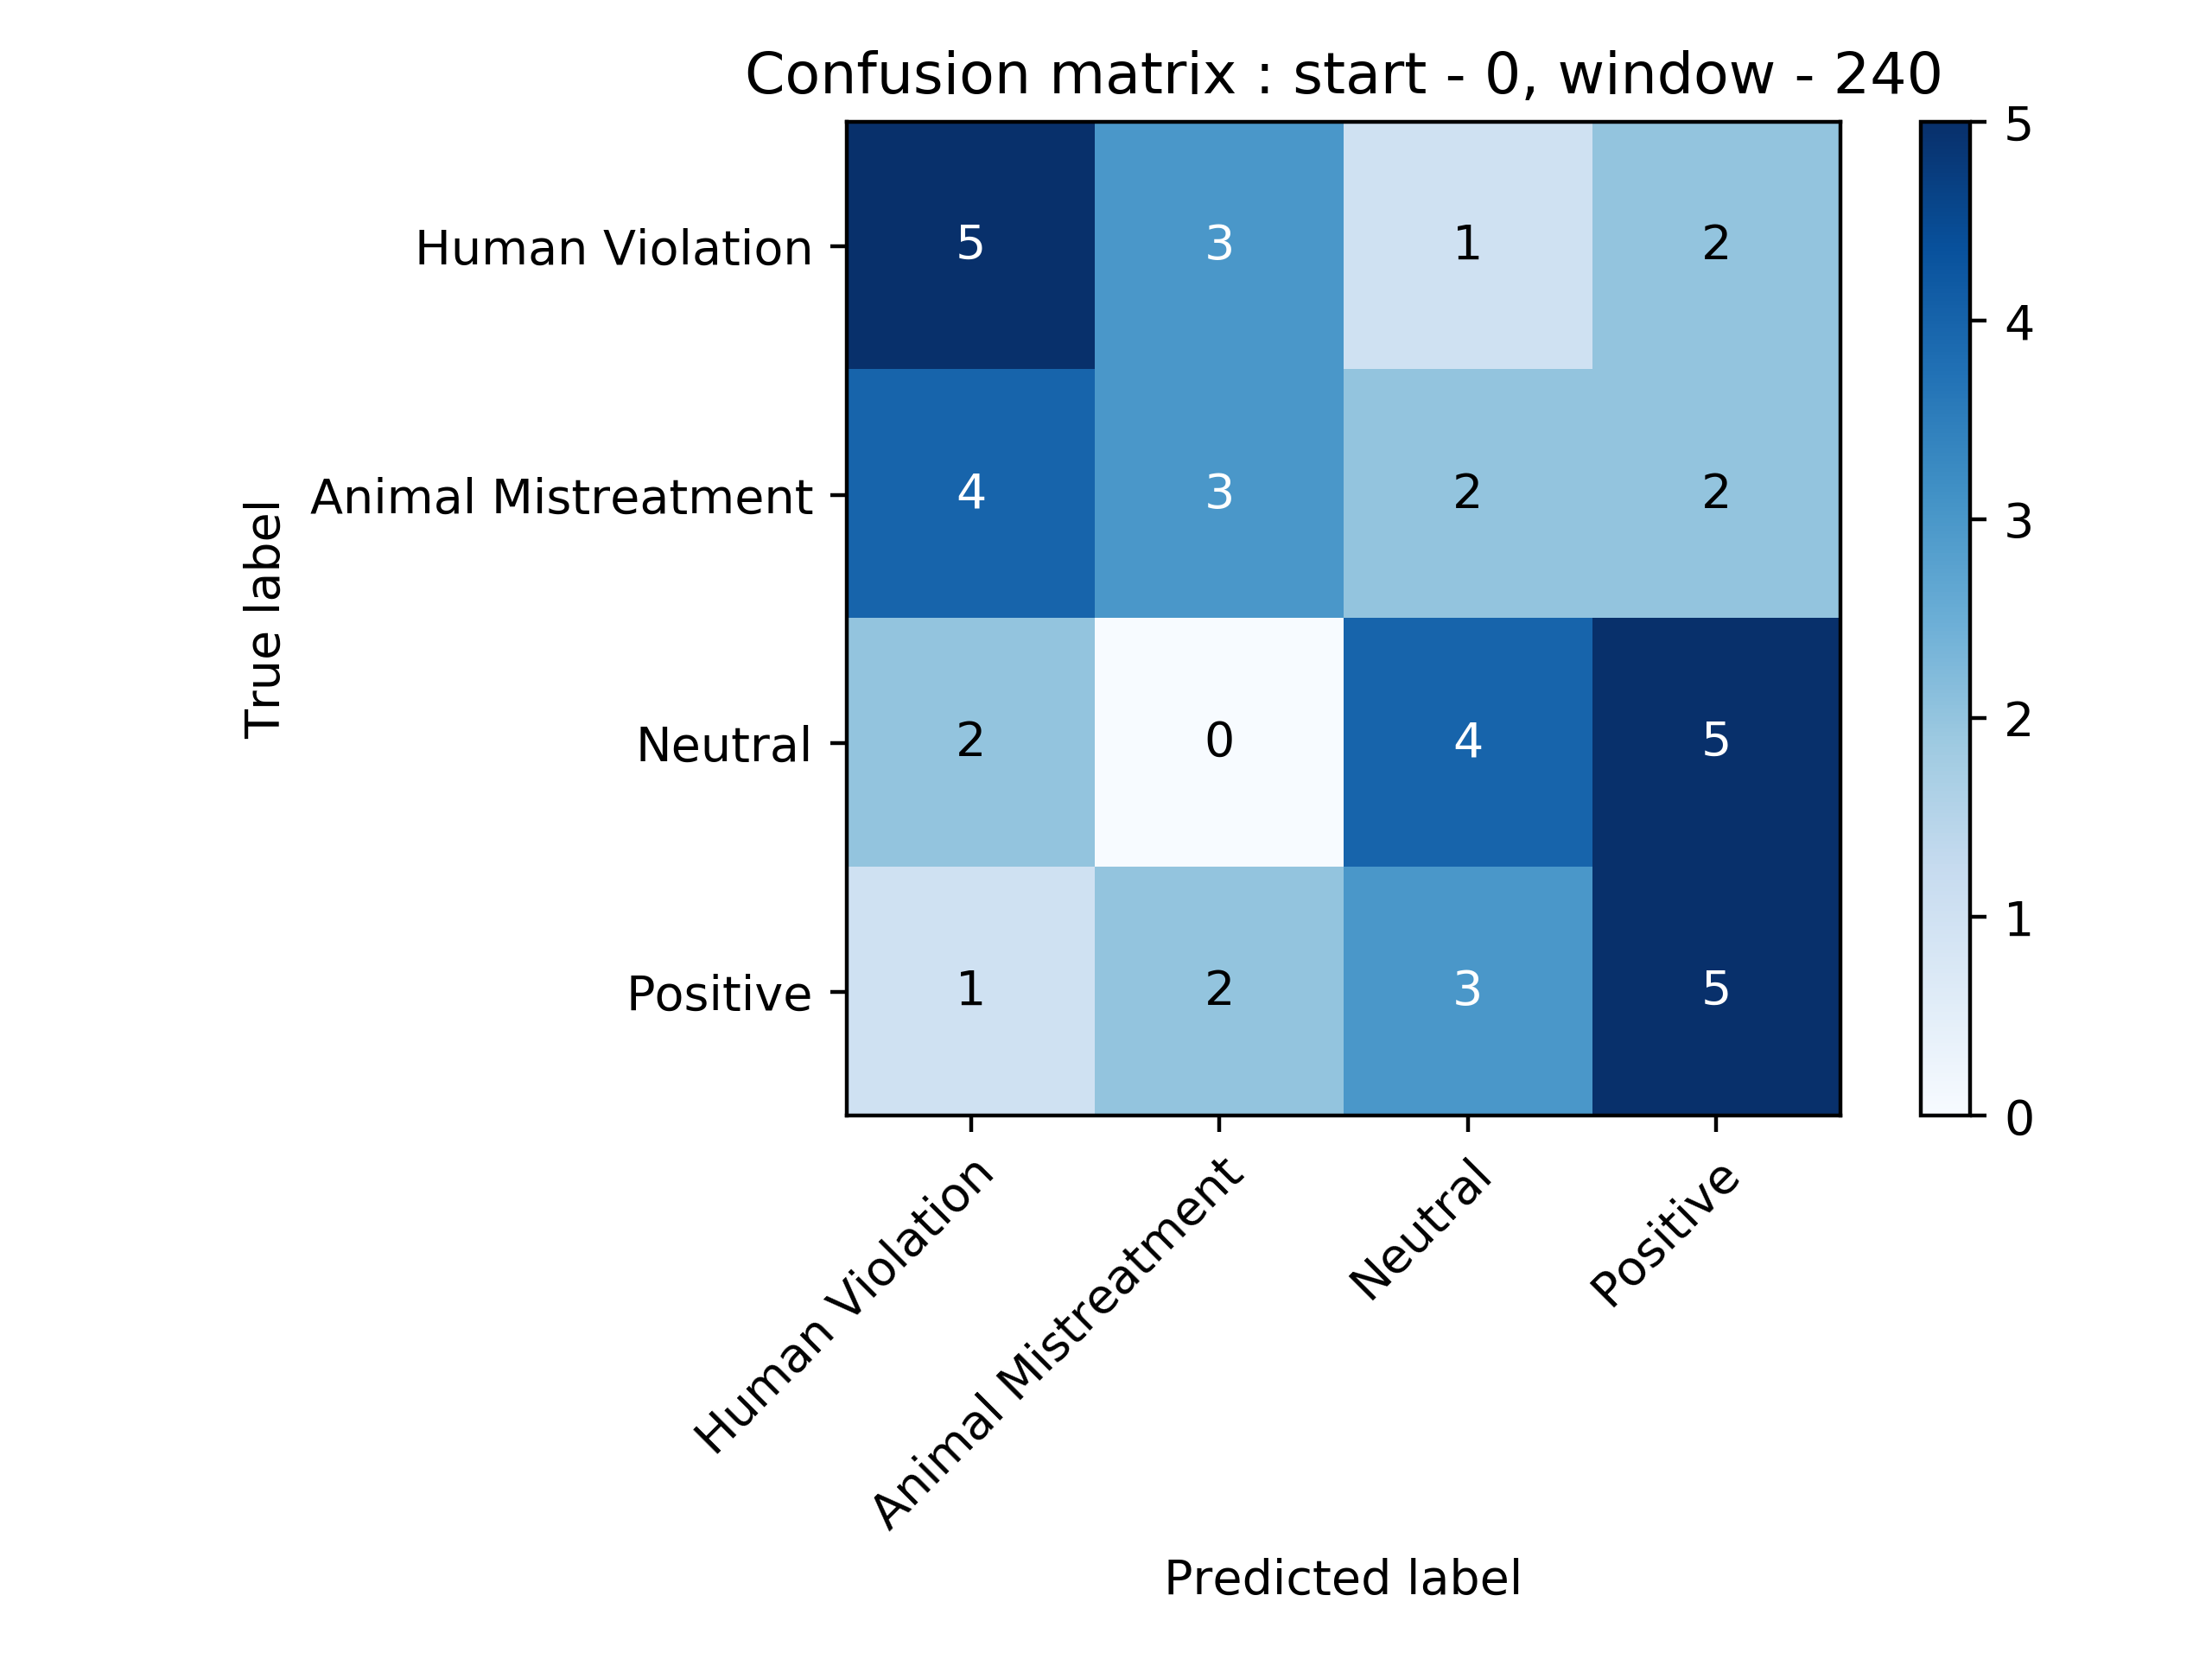 Confusion matrix : start - 0, window - 240
True label
Human Violation 5 3 1 2
Animal Mistreatment 4 3 2 2
Neutral 2 0 4 5
Positive 1 2 3 5
Human Violation
Animal Mistreatment
Neutral
Positive
Predicted label
5
4
3
2
1
0